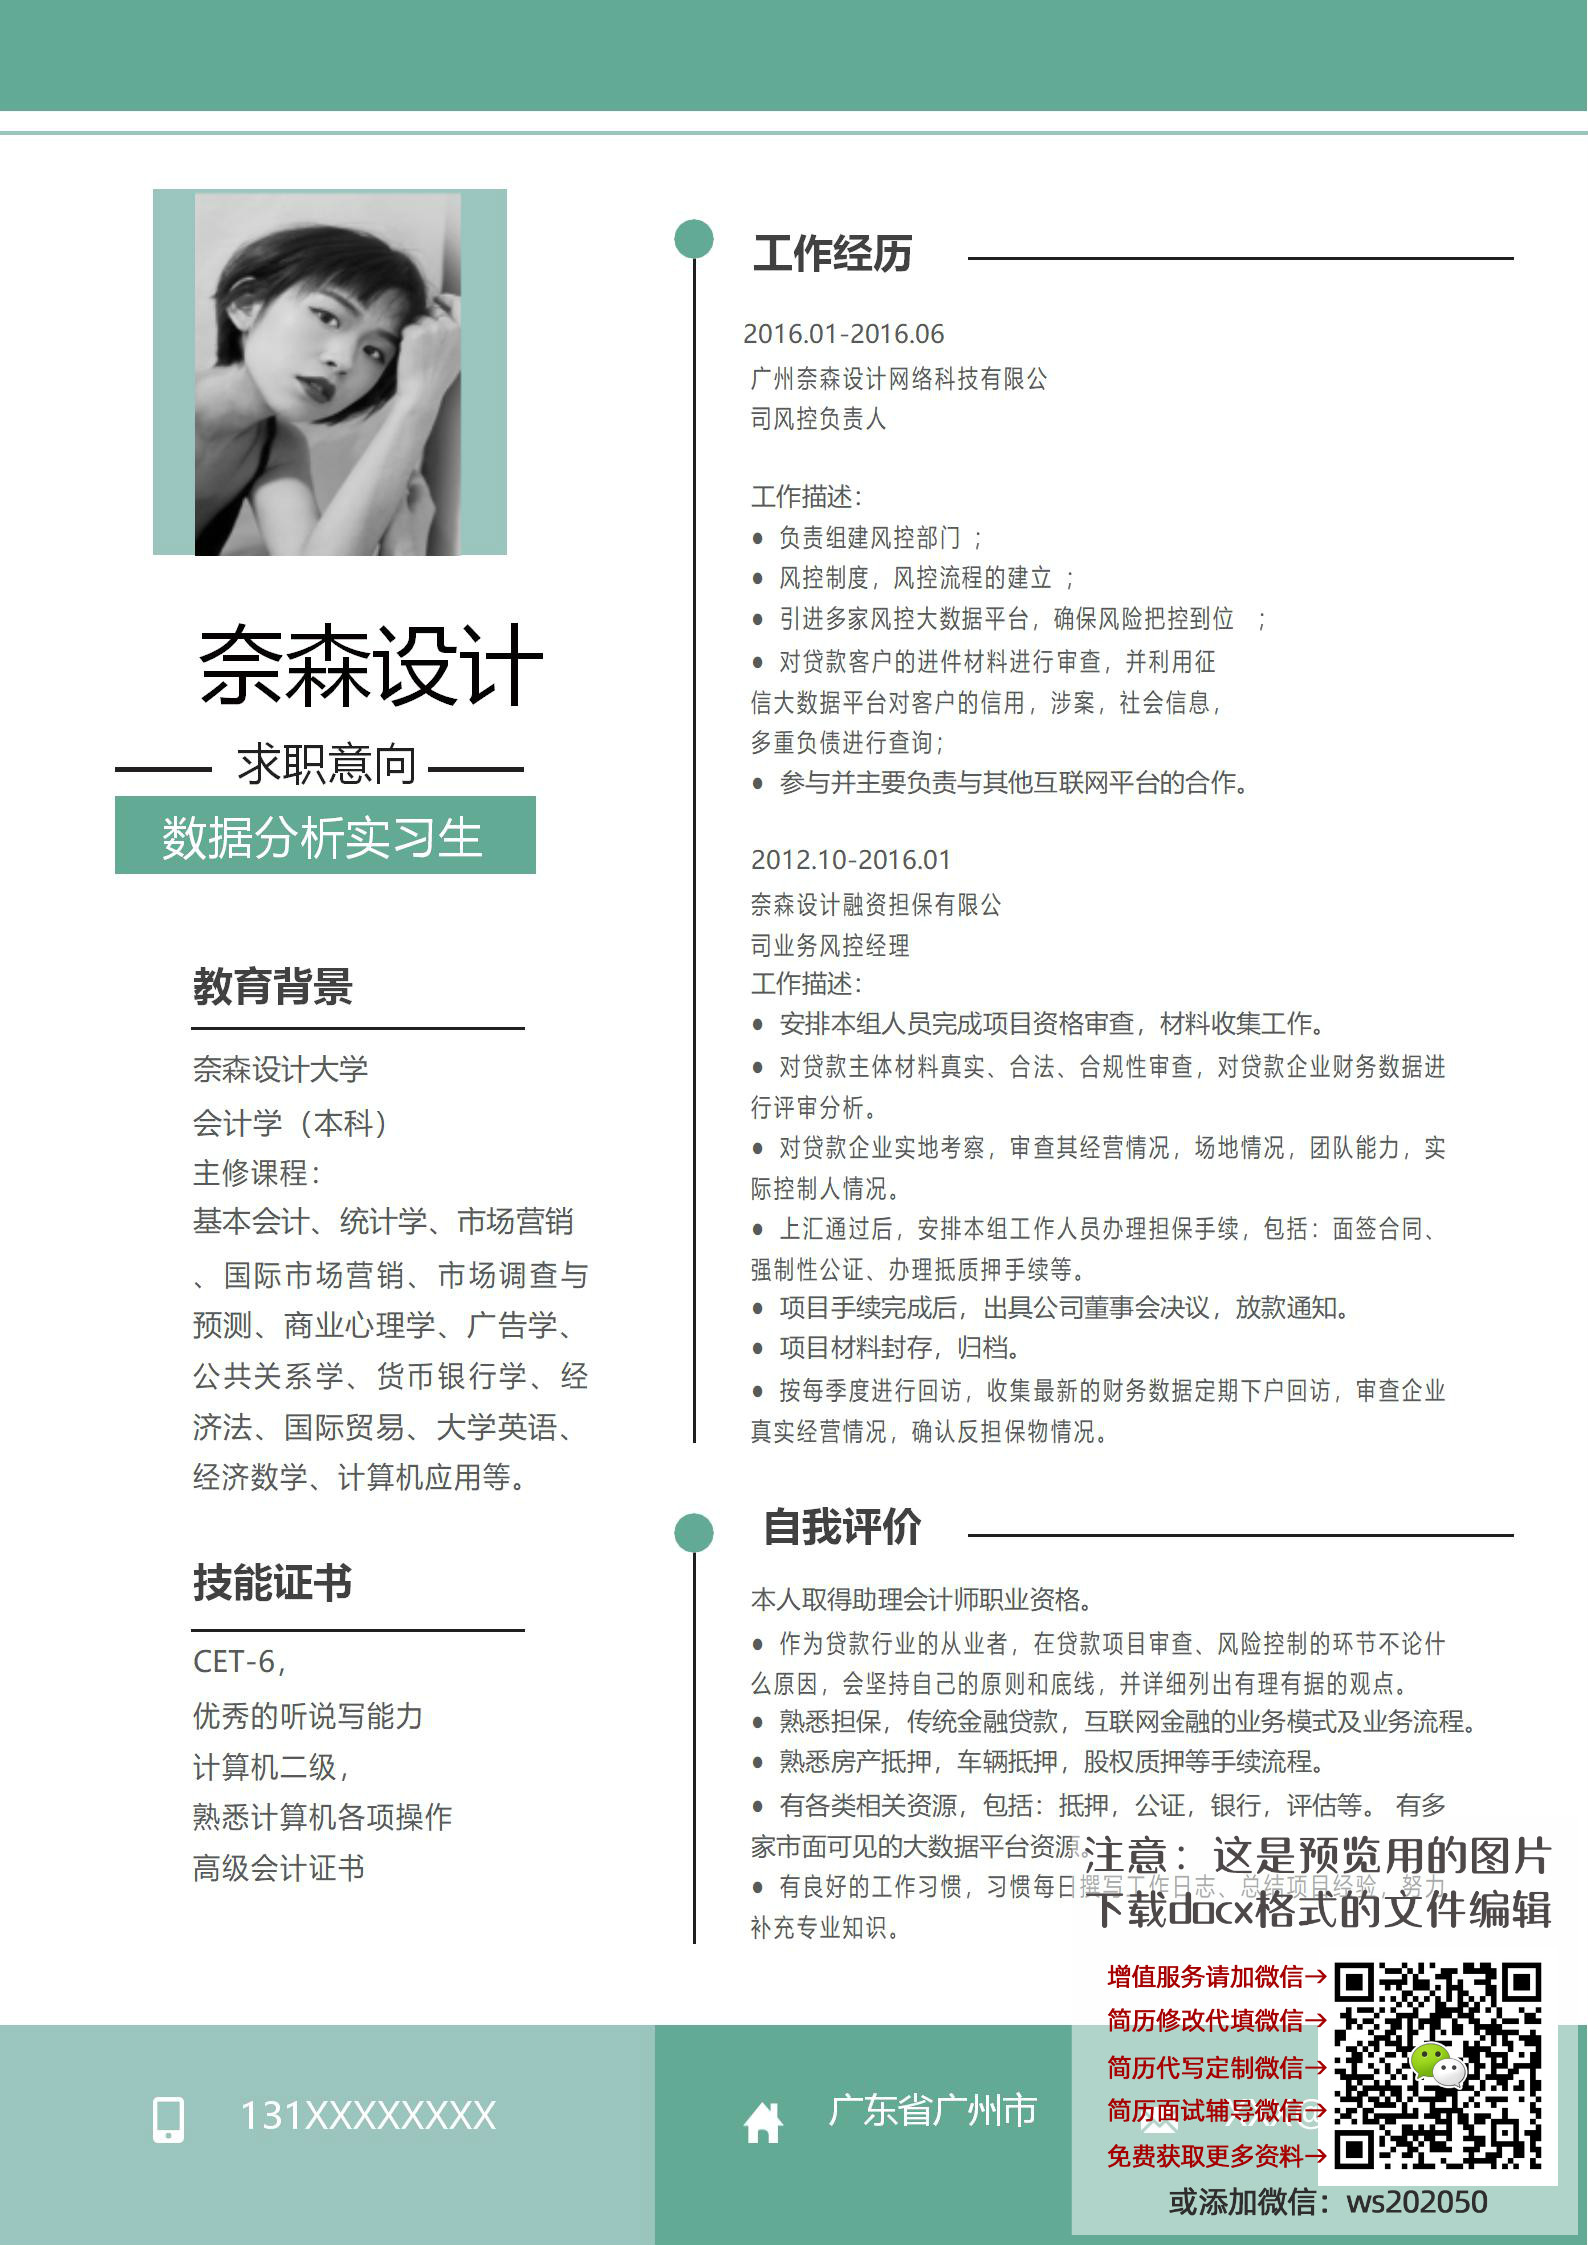 奈森设计
求职意向
数据分析实习生
教育背景
奈森设计大学
会计学（本科）
主修课程：
基本会计、统计学、市场营销
、国际市场营销、市场调查与
预测、商业心理学、广告学、
公共关系学、货币银行学、经
济法、国际贸易、大学英语、
经济数学、计算机应用等。
技能证书
CET-6，
优秀的听说写能力
计算机二级，
熟悉计算机各项操作
高级会计证书
工作经历
2016.01-2016.06
广州奈森设计网络科技有限公
司风控负责人
工作描述：
● 负责组建风控部门 ；
● 风控制度，风控流程的建立 ；
● 引进多家风控大数据平台，确保风险把控到位 ；
● 对贷款客户的进件材料进行审查，并利用征
信大数据平台对客户的信用，涉案，社会信息，
多重负债进行查询；
● 参与并主要负责与其他互联网平台的合作。
2012.10-2016.01
奈森设计融资担保有限公
司业务风控经理
工作描述：
● 安排本组人员完成项目资格审查，材料收集工作。
● 对贷款主体材料真实、合法、合规性审查，对贷款企业财务数据进
行评审分析。
● 对贷款企业实地考察，审查其经营情况，场地情况，团队能力，实
际控制人情况。
● 上汇通过后，安排本组工作人员办理担保手续，包括：面签合同、
强制性公证、办理抵质押手续等。
● 项目手续完成后，出具公司董事会决议，放款通知。
● 项目材料封存，归档。
● 按每季度进行回访，收集最新的财务数据定期下户回访，审查企业
真实经营情况，确认反担保物情况。
自我评价
本人取得助理会计师职业资格。
● 作为贷款行业的从业者，在贷款项目审查、风险控制的环节不论什
么原因，会坚持自己的原则和底线，并详细列出有理有据的观点。
● 熟悉担保，传统金融贷款，互联网金融的业务模式及业务流程。
● 熟悉房产抵押，车辆抵押，股权质押等手续流程。
● 有各类相关资源，包括：抵押，公证，银行，评估等。 有多
家市面可见的大数据平台资源。
● 有良好的工作习惯，习惯每日撰写工作日志、总结项目经验，努力
补充专业知识。
注意：这是预览用的图片
下载docx格式的文件编辑
增值服务请加微信→
简历修改代填微信→
简历代写定制微信→
简历面试辅导微信→
免费获取更多资料→
或添加微信：ws202050
131XXXXXXXX
广东省广州市